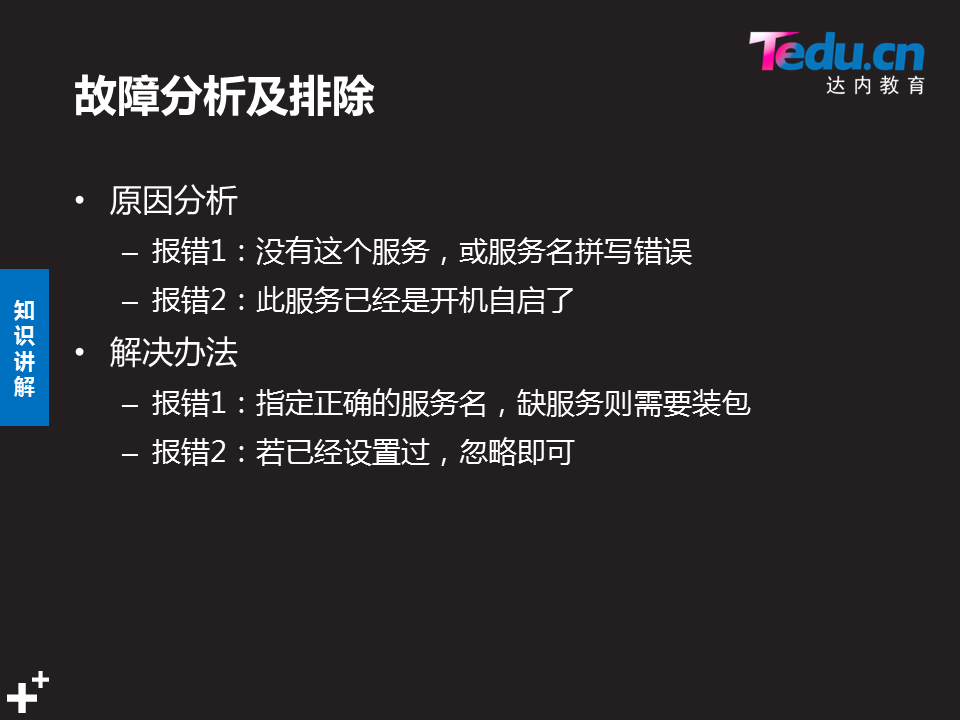 Tedu.cn
达内教育
故障分析及排除
• 原因分析
– 报错1：没有这个服务，或服务名拼写错误
– 报错2：此服务已经是开机自启了
• 解决办法
– 报错1：指定正确的服务名，缺服务则需要装包
– 报错2：若已经设置过，忽略即可
知识讲解